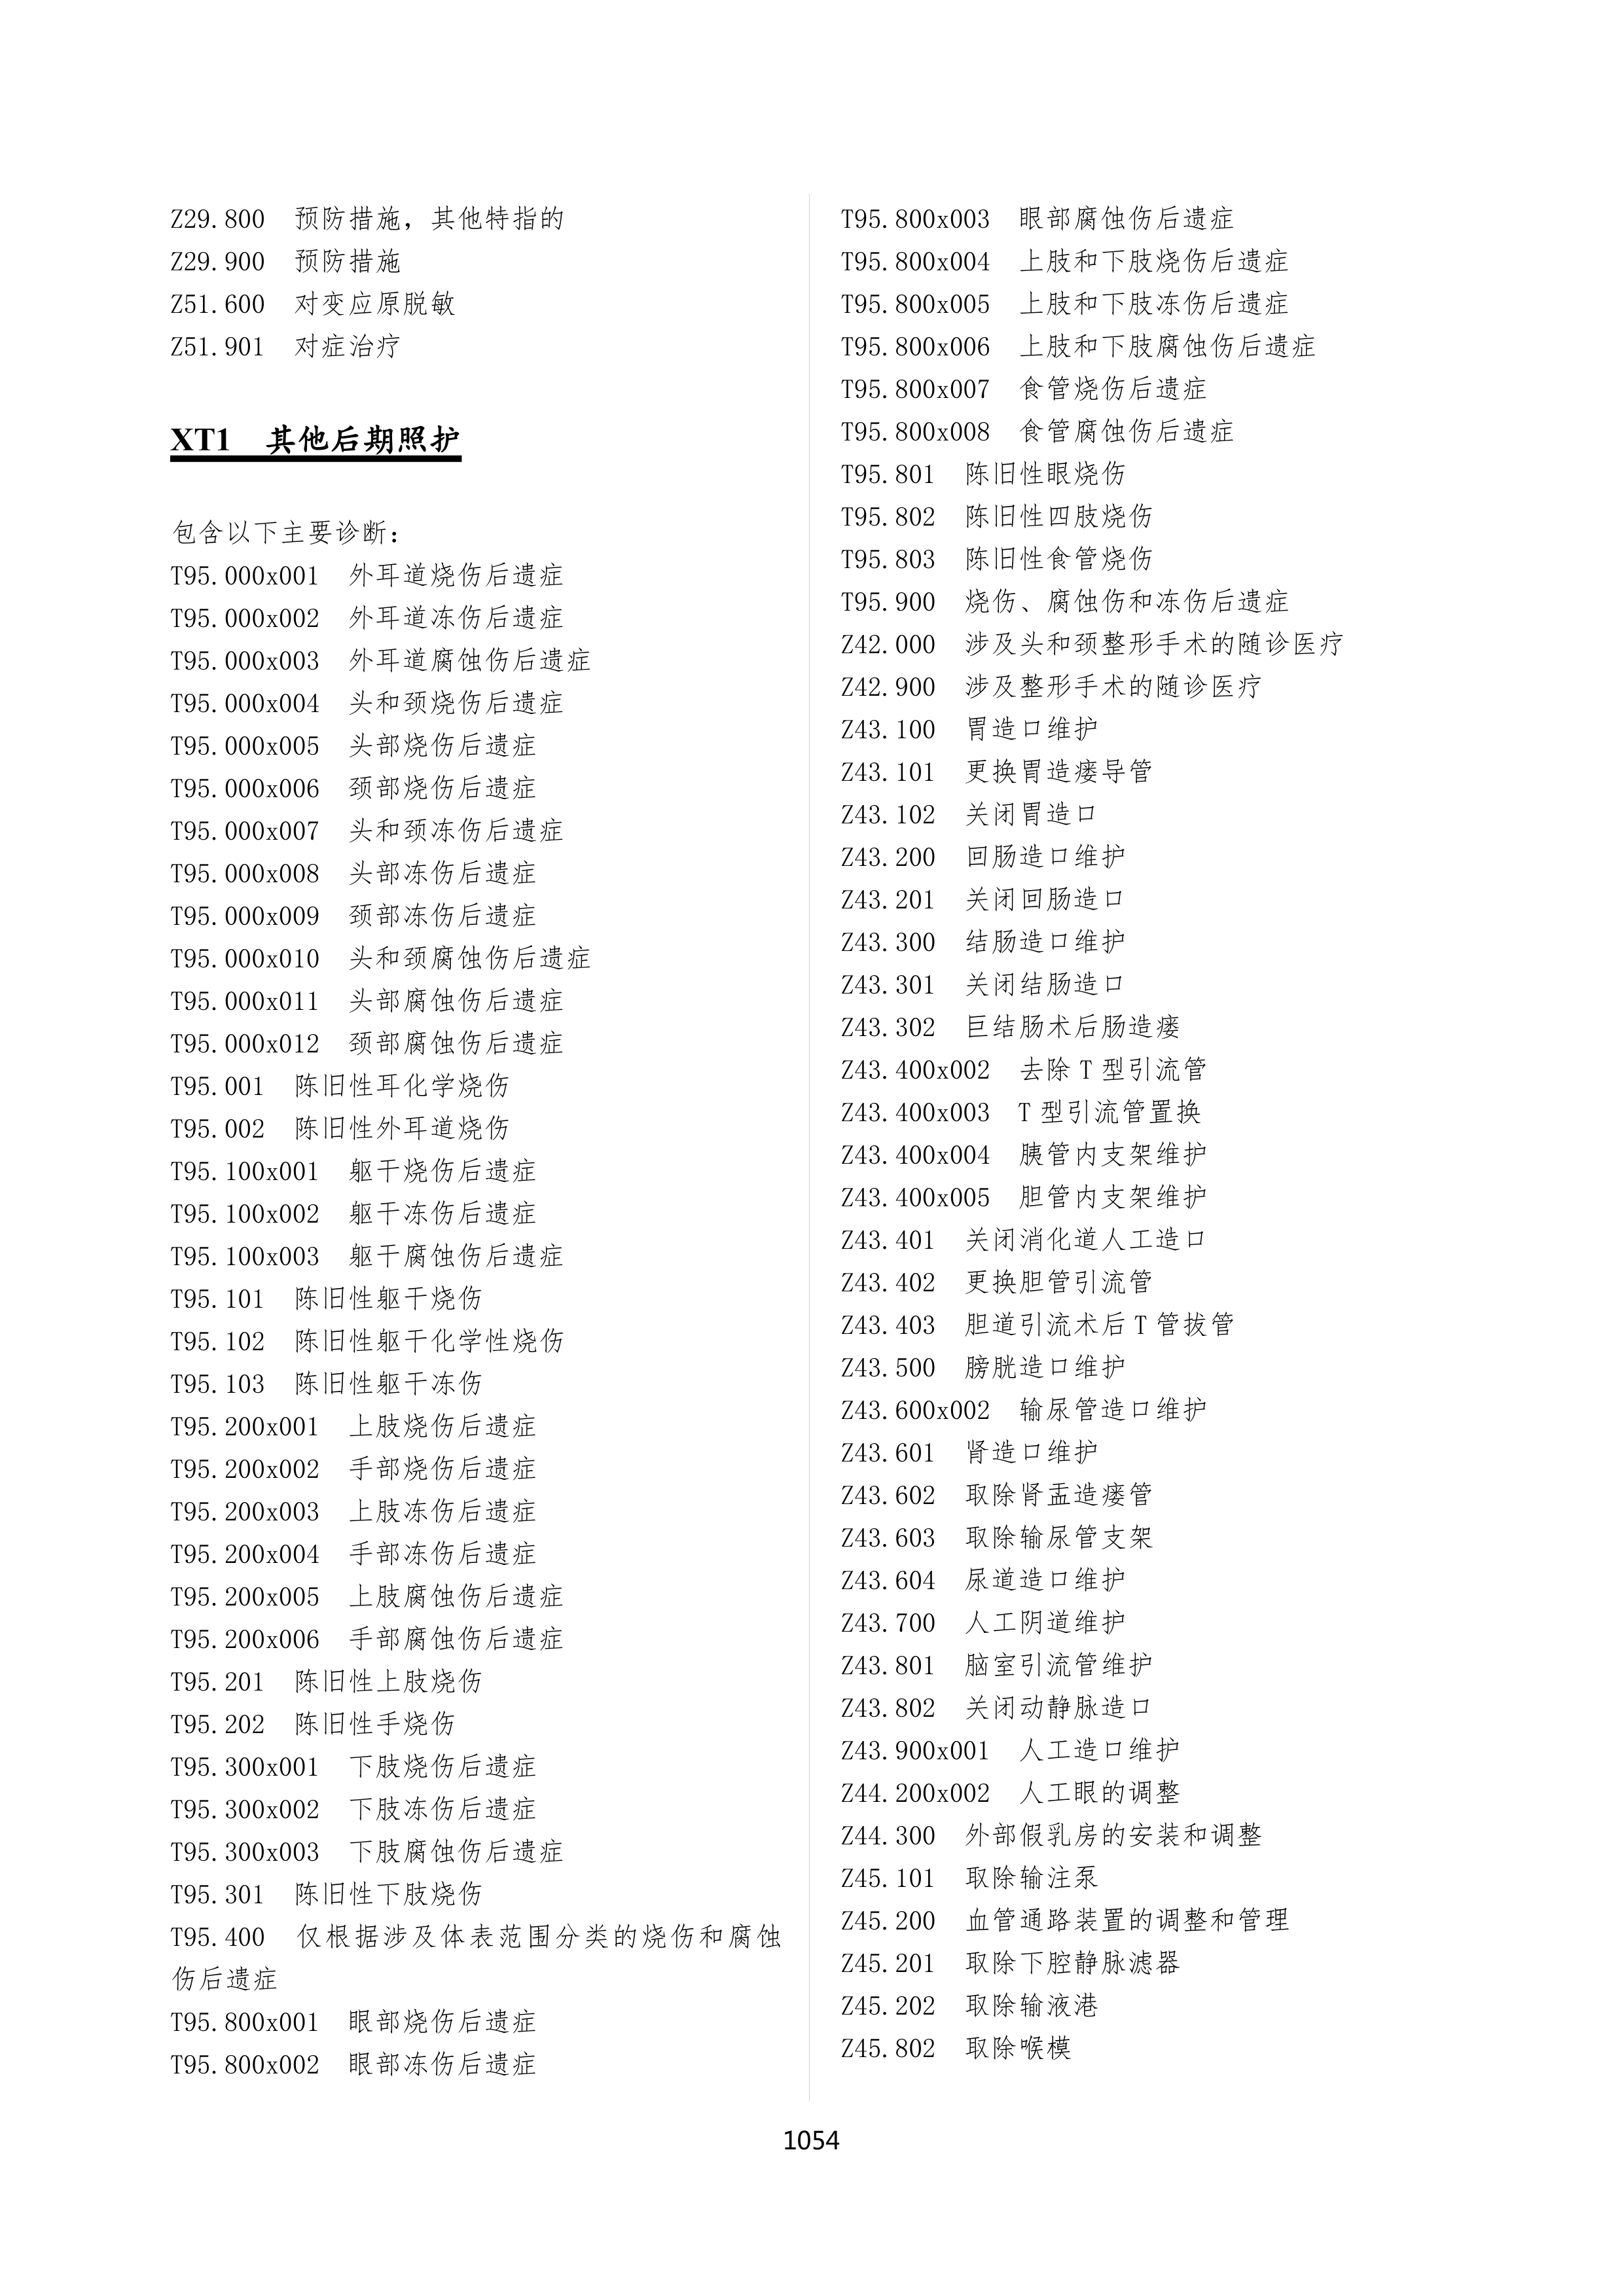 Z29.800 预防措施，其他特指的
Z29.900 预防措施
Z51.600 对变应原脱敏
Z51.901 对症治疗
XT1 其他后期照护
包含以下主要诊断：
T95.000x001 外耳道烧伤后遗症
T95.000x002 外耳道冻伤后遗症
T95.000x003 外耳道腐蚀伤后遗症
T95.000x004 头和颈烧伤后遗症
T95.000x005 头部烧伤后遗症
T95.000x006 颈部烧伤后遗症
T95.000x007 头和颈冻伤后遗症
T95.000x008 头部冻伤后遗症
T95.000x009 颈部冻伤后遗症
T95.000x010 头和颈腐蚀伤后遗症
T95.000x011 头部腐蚀伤后遗症
T95.000x012 颈部腐蚀伤后遗症
T95.001 陈旧性耳化学烧伤
T95.002 陈旧性外耳道烧伤
T95.100x001 躯干烧伤后遗症
T95.100x002 躯干冻伤后遗症
T95.100x003 躯干腐蚀伤后遗症
T95.101 陈旧性躯干烧伤
T95.102 陈旧性躯干化学性烧伤
T95.103 陈旧性躯干冻伤
T95.200x001 上肢烧伤后遗症
T95.200x002 手部烧伤后遗症
T95.200x003 上肢冻伤后遗症
T95.200x004 手部冻伤后遗症
T95.200x005 上肢腐蚀伤后遗症
T95.200x006 手部腐蚀伤后遗症
T95.201 陈旧性上肢烧伤
T95.202 陈旧性手烧伤
T95.300x001 下肢烧伤后遗症
T95.300x002 下肢冻伤后遗症
T95.300x003 下肢腐蚀伤后遗症
T95.301 陈旧性下肢烧伤
T95.400 仅根据涉及体表范围分类的烧伤和腐蚀
伤后遗症
T95.800x001 眼部烧伤后遗症
T95.800x002 眼部冻伤后遗症
T95.800x003 眼部腐蚀伤后遗症
T95.800x004 上肢和下肢烧伤后遗症
T95.800x005 上肢和下肢冻伤后遗症
T95.800x006 上肢和下肢腐蚀伤后遗症
T95.800x007 食管烧伤后遗症
T95.800x008 食管腐蚀伤后遗症
T95.801 陈旧性眼烧伤
T95.802 陈旧性四肢烧伤
T95.803 陈旧性食管烧伤
T95.900 烧伤、腐蚀伤和冻伤后遗症
Z42.000 涉及头和颈整形手术的随诊医疗
Z42.900 涉及整形手术的随诊医疗
Z43.100 胃造口维护
Z43.101 更换胃造瘘导管
Z43.102 关闭胃造口
Z43.200 回肠造口维护
Z43.201 关闭回肠造口
Z43.300 结肠造口维护
Z43.301 关闭结肠造口
Z43.302 巨结肠术后肠造瘘
Z43.400x002 去除 T 型引流管
Z43.400x003 T 型引流管置换
Z43.400x004 胰管内支架维护
Z43.400x005 胆管内支架维护
Z43.401 关闭消化道人工造口
Z43.402 更换胆管引流管
Z43.403 胆道引流术后 T 管拔管
Z43.500 膀胱造口维护
Z43.600x002 输尿管造口维护
Z43.601 肾造口维护
Z43.602 取除肾盂造瘘管
Z43.603 取除输尿管支架
Z43.604 尿道造口维护
Z43.700 人工阴道维护
Z43.801 脑室引流管维护
Z43.802 关闭动静脉造口
Z43.900x001 人工造口维护
Z44.200x002 人工眼的调整
Z44.300 外部假乳房的安装和调整
Z45.101 取除输注泵
Z45.200 血管通路装置的调整和管理
Z45.201 取除下腔静脉滤器
Z45.202 取除输液港
Z45.802 取除喉模
1054